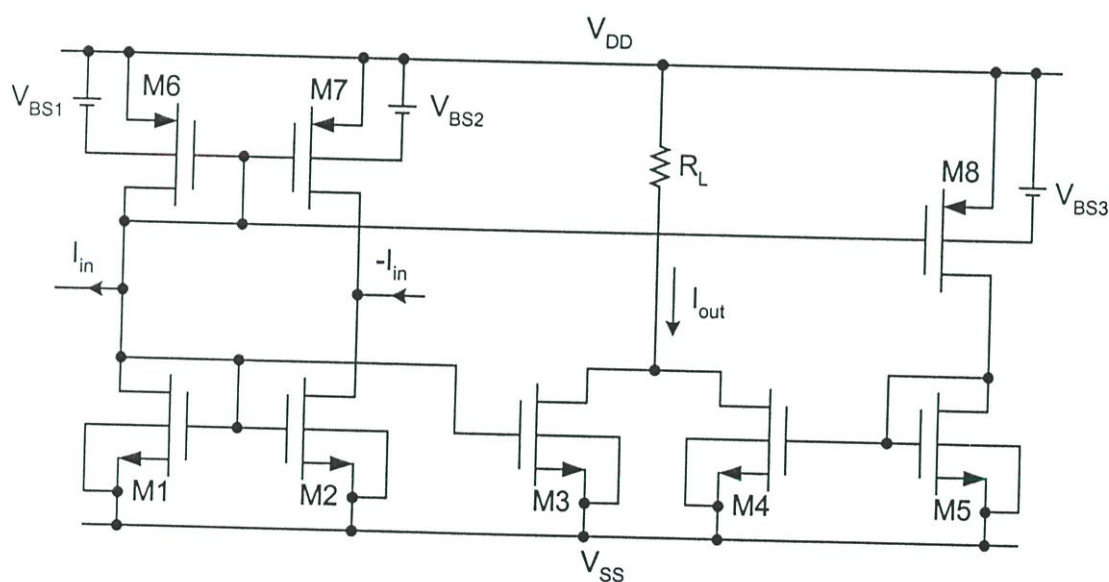 V_DD
M6
M7
V_BS1
V_BS2
R_L
M8
V_BS3
I_in
-I_in
I_out
M1
M2
M3
M4
M5
V_SS